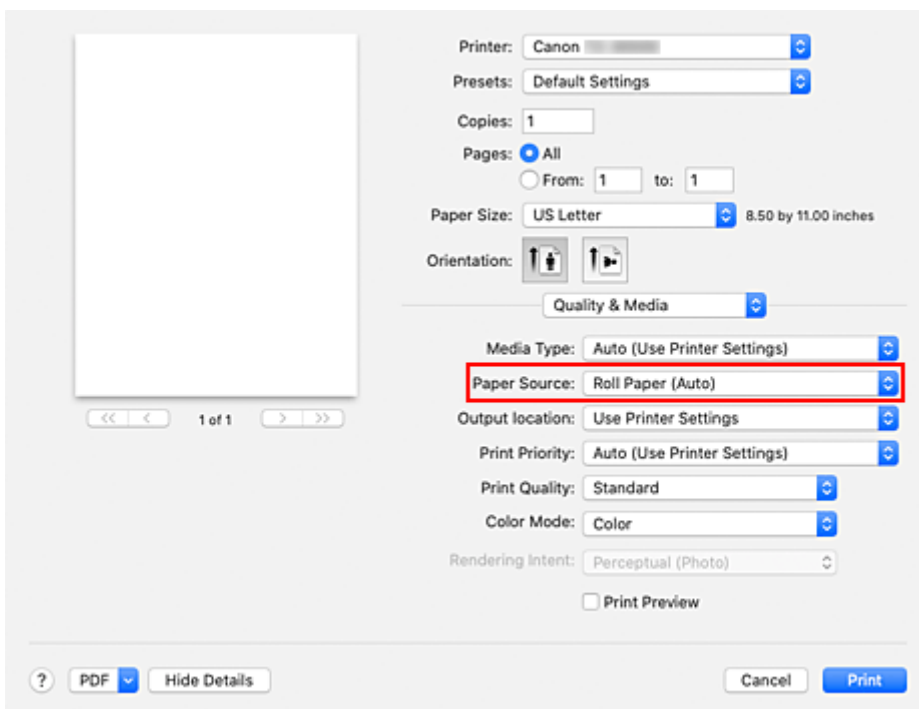 Printer: Canon
Presets: Default Settings
Copies: 1
Pages: All
From: 1 to: 1
Paper Size: US Letter 8.50 by 11.00 inches
Orientation:
Quality & Media
Media Type: Auto (Use Printer Settings)
Paper Source: Roll Paper (Auto)
<< < 1 of 1 > >>
Output location: Use Printer Settings
Print Priority: Auto (Use Printer Settings)
Print Quality: Standard
Color Mode: Color
Rendering Intent: Perceptual (Photo)
Print Preview
? PDF Hide Details Cancel Print